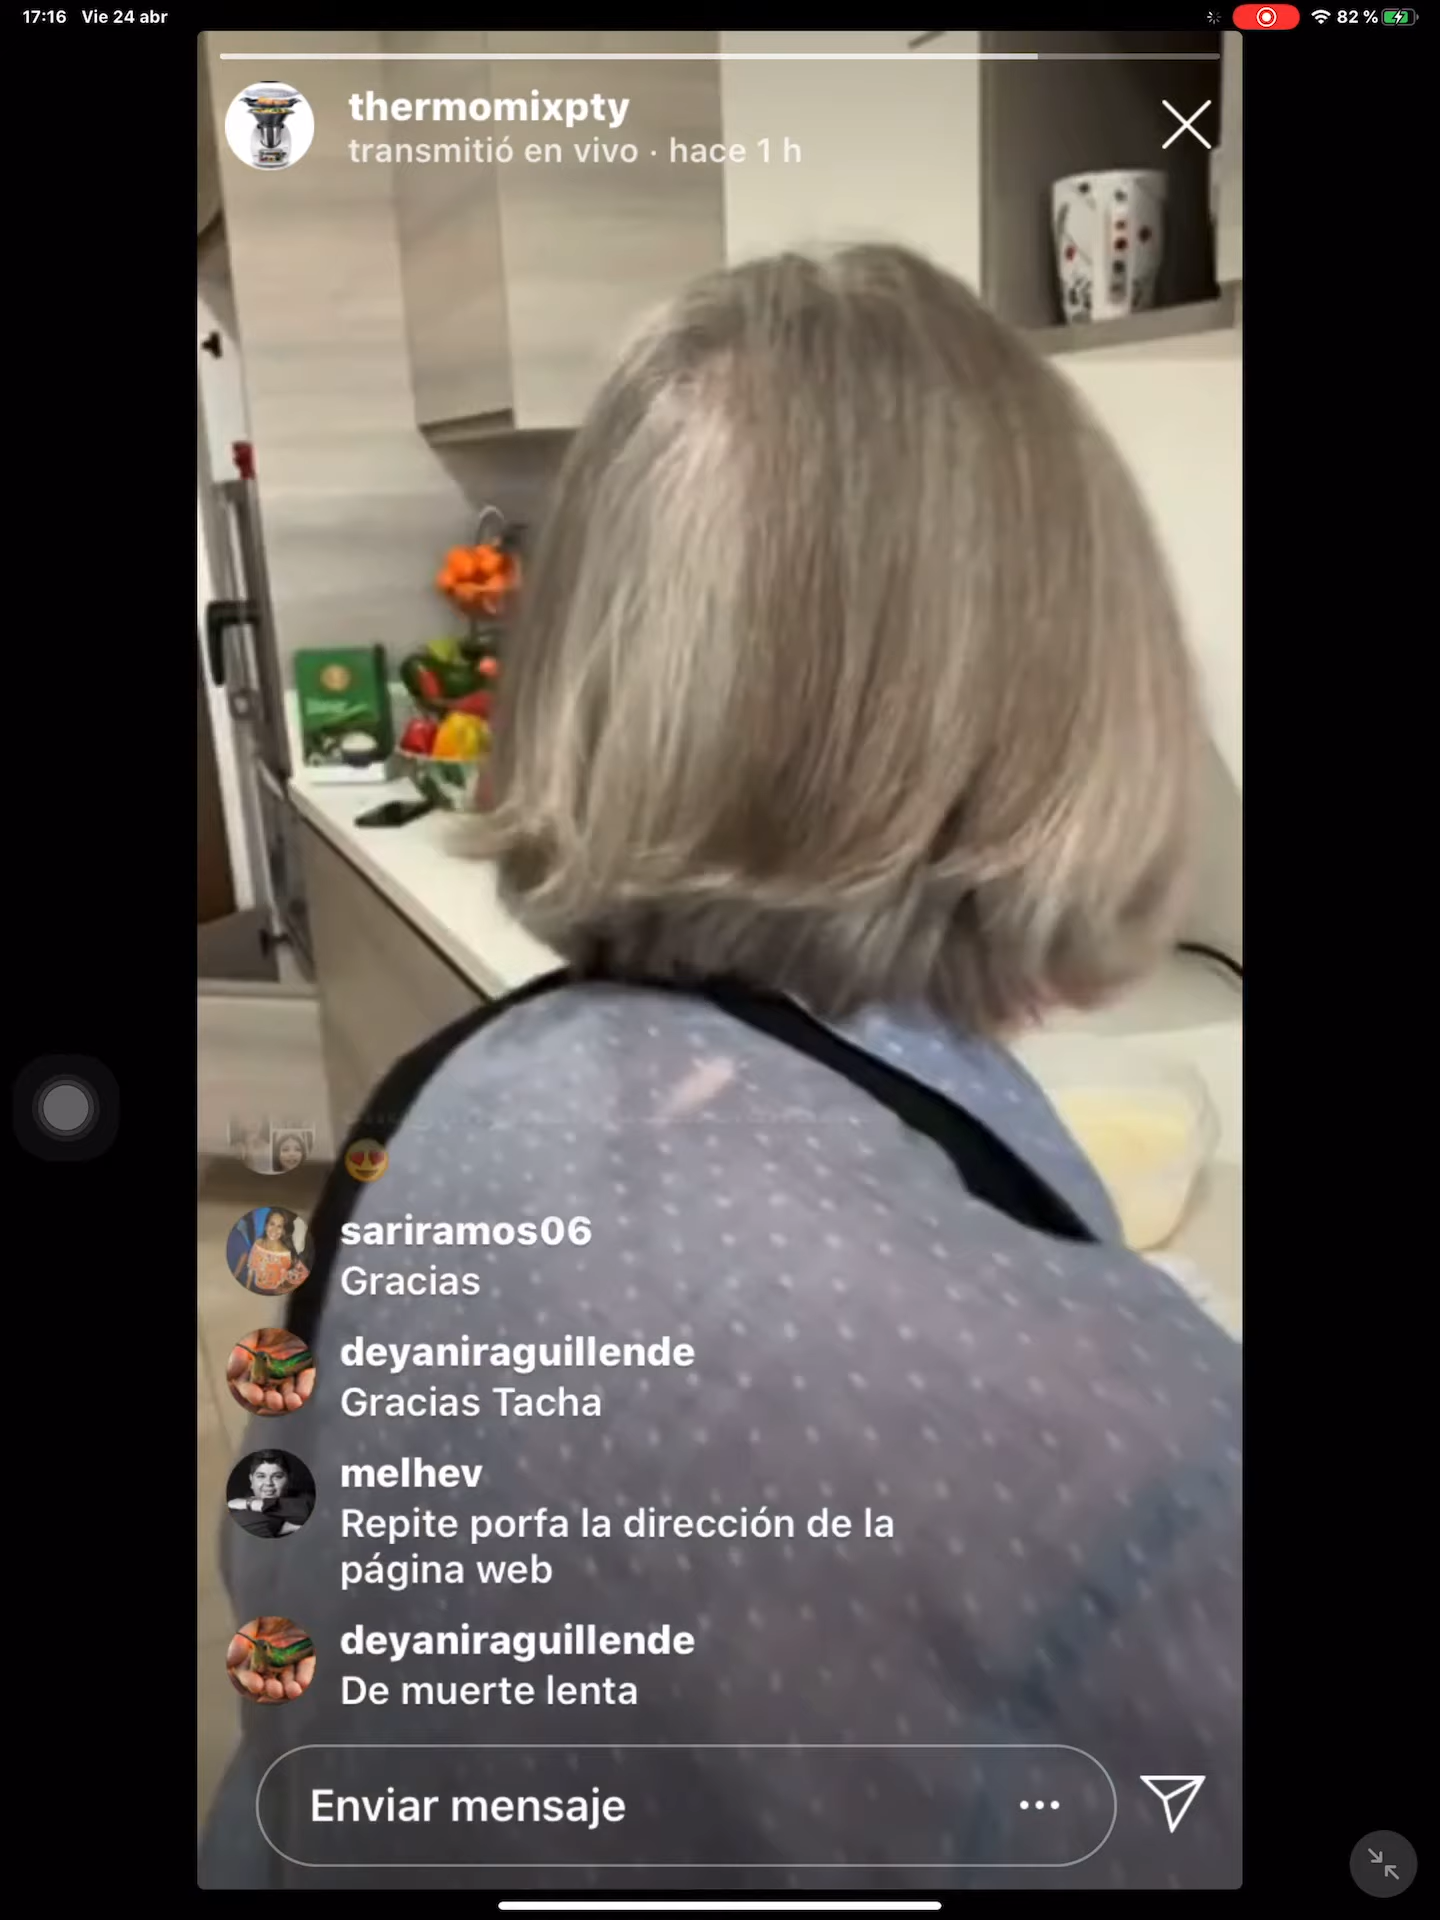 17:16 Vie 24 abr
82 %
thermomixpty
transmitió en vivo · hace 1 h
😍
sariramos06
Gracias
deyaniraguillende
Gracias Tacha
melhev
Repite porfa la dirección de la
página web
deyaniraguillende
De muerte lenta
Enviar mensaje